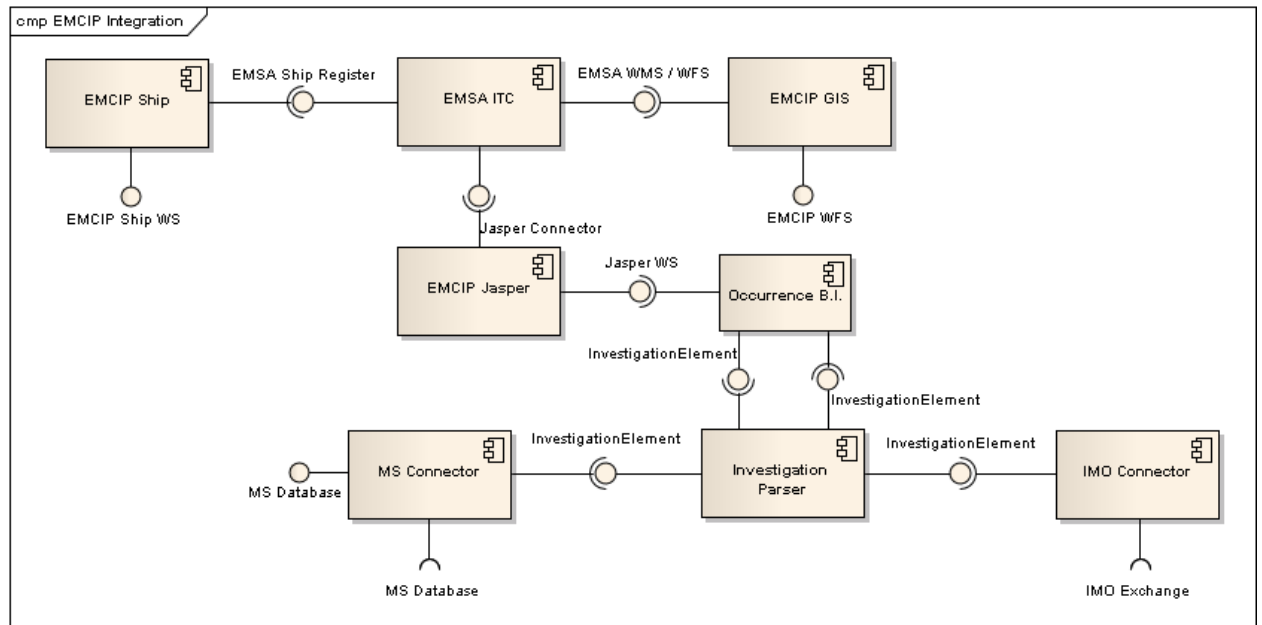 cmp EMCIP Integration
EMCIP Ship
EMSA Ship Register
EMSA ITC
EMSA WMS / WFS
EMCIP GIS
EMCIP Ship WS
EMCIP WFS
Jasper Connector
EMCIP Jasper
Jasper WS
Occurrence B.I.
InvestigationElement
InvestigationElement
MS Database
MS Connector
InvestigationElement
Investigation
Parser
InvestigationElement
IMO Connector
MS Database
IMO Exchange